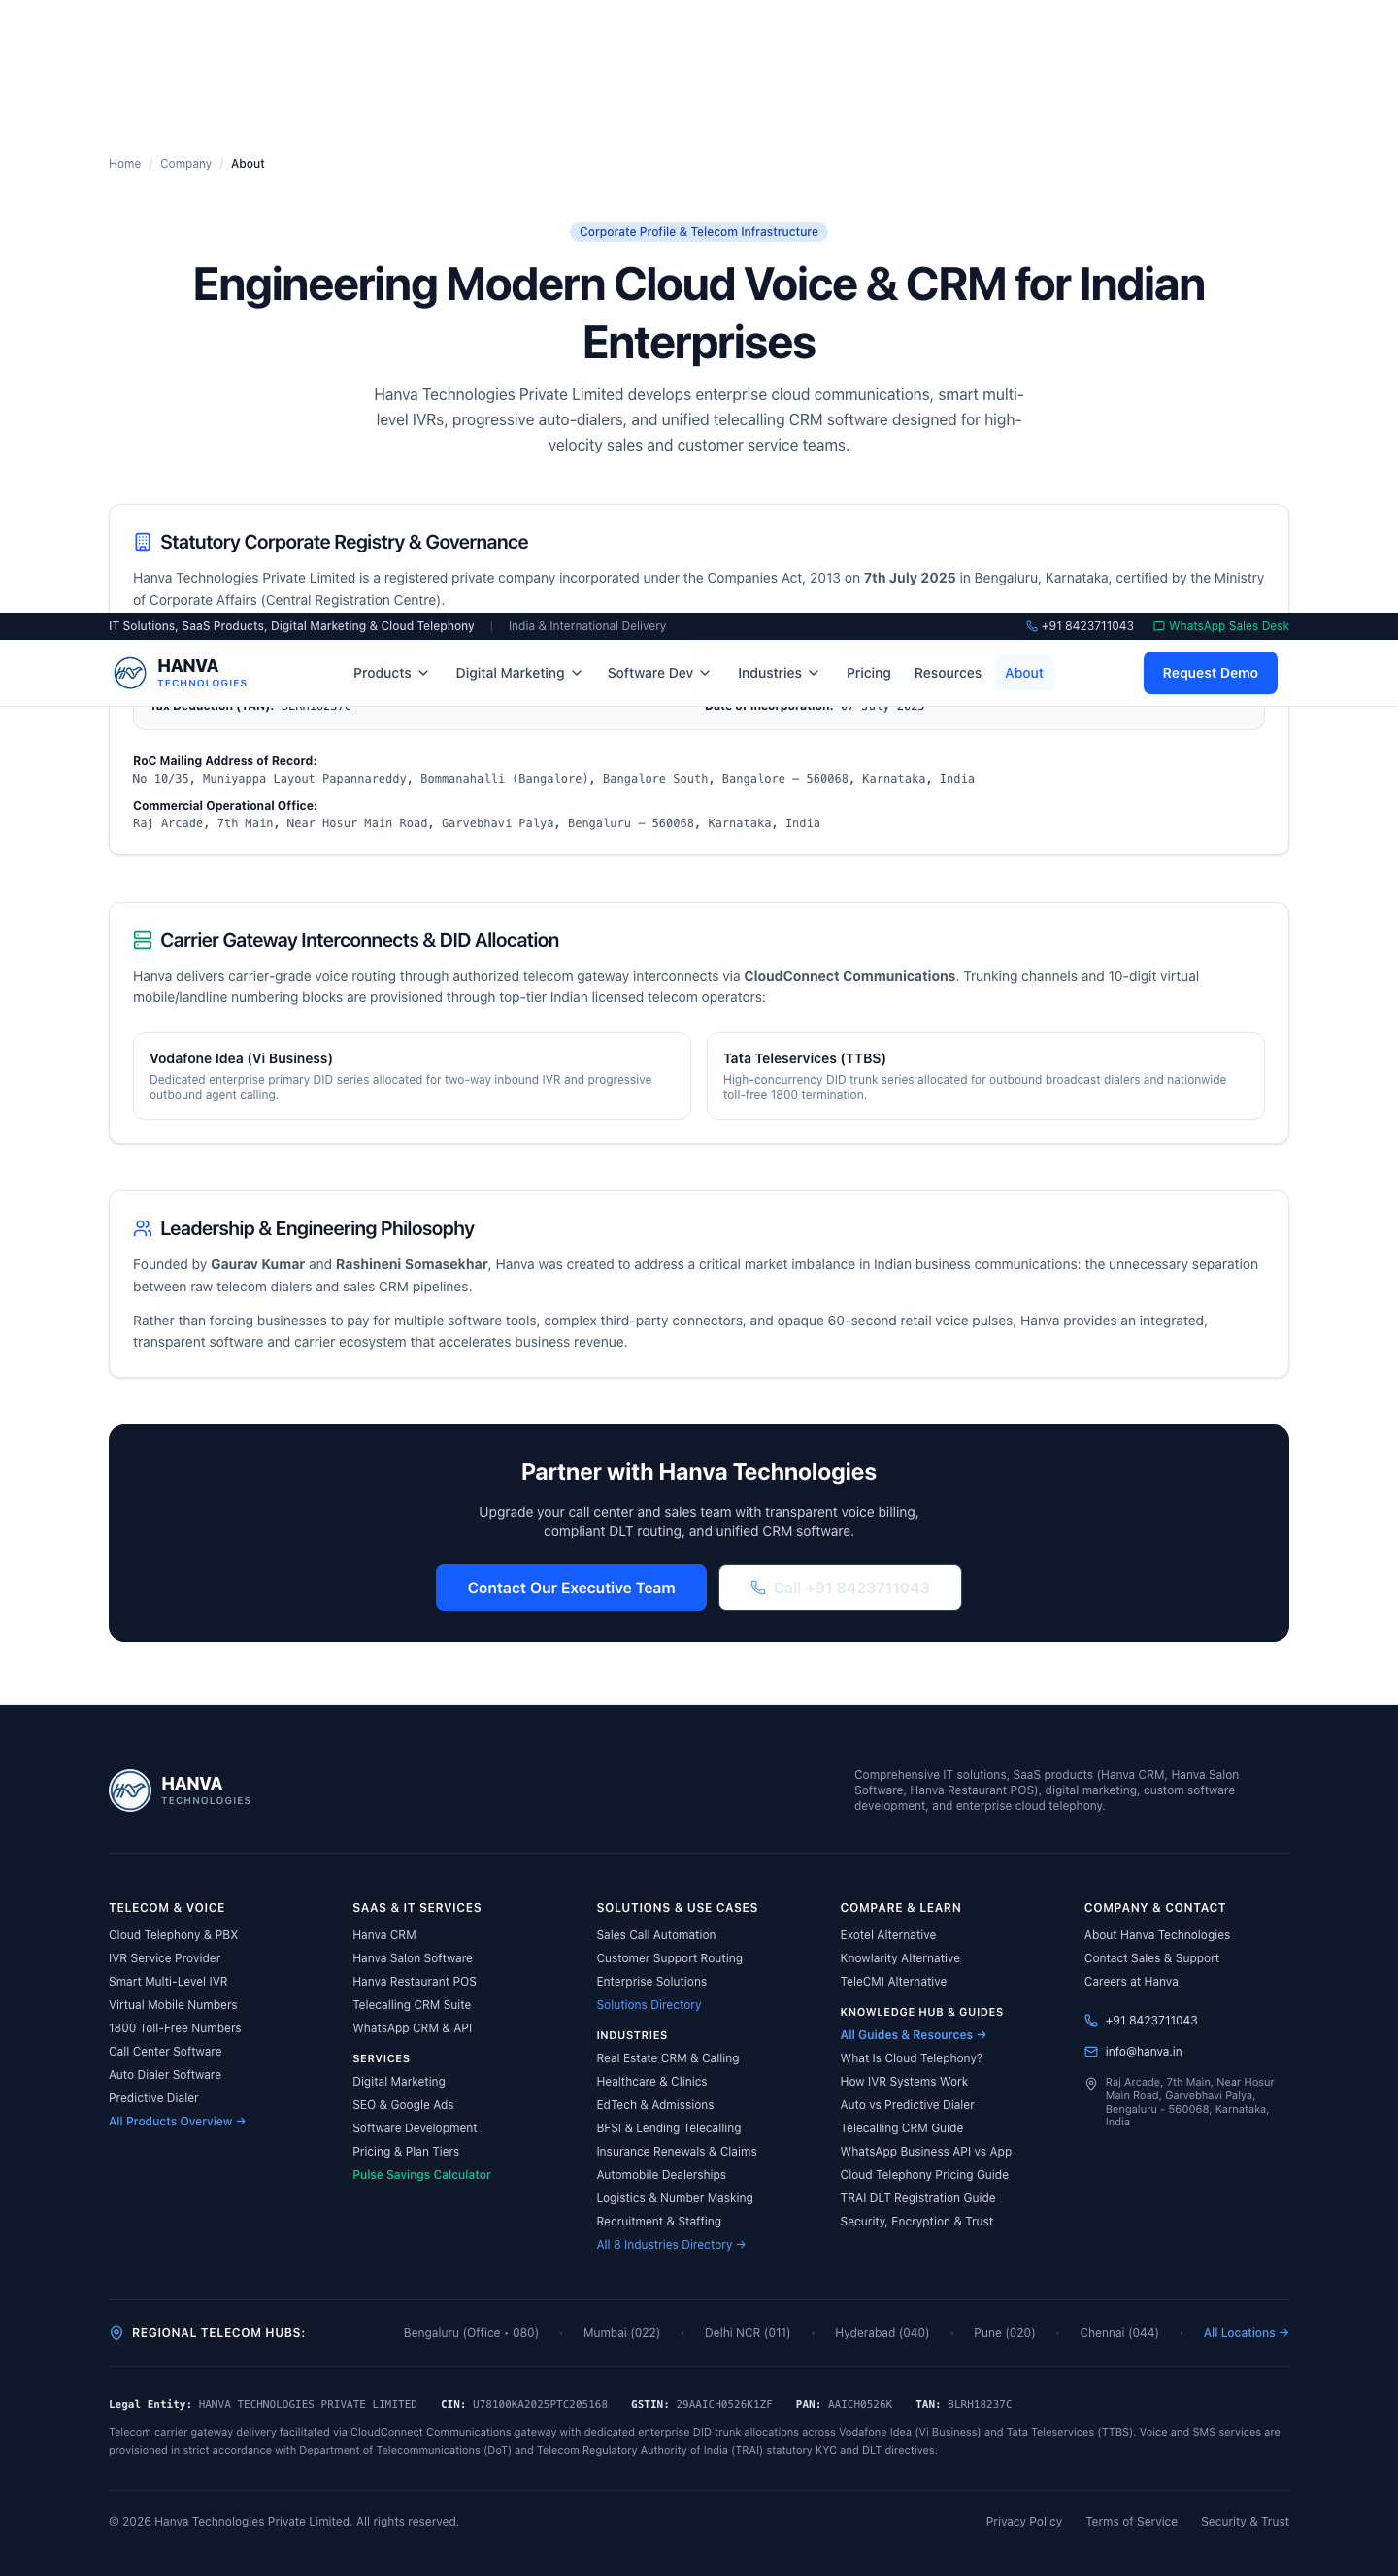 Home / Company / About
Corporate Profile & Telecom Infrastructure
Engineering Modern Cloud Voice & CRM for Indian
Enterprises
Hanva Technologies Private Limited develops enterprise cloud communications, smart multi-
level IVRs, progressive auto-dialers, and unified telecalling CRM software designed for high-
velocity sales and customer service teams.
Statutory Corporate Registry & Governance
Hanva Technologies Private Limited is a registered private company incorporated under the Companies Act, 2013 on 7th July 2025 in Bengaluru, Karnataka, certified by the Ministry
of Corporate Affairs (Central Registration Centre).
IT Solutions, SaaS Products, Digital Marketing & Cloud Telephony | India & International Delivery +91 8423711043 WhatsApp Sales Desk
HANVA
TECHNOLOGIES
Products Digital Marketing Software Dev Industries Pricing Resources About Request Demo
Tax Deduction (TAN): BLRH18237C Date of Incorporation: 07 July 2025
RoC Mailing Address of Record:
No 10/35, Muniyappa Layout Papannareddy, Bommanahalli (Bangalore), Bangalore South, Bangalore – 560068, Karnataka, India
Commercial Operational Office:
Raj Arcade, 7th Main, Near Hosur Main Road, Garvebhavi Palya, Bengaluru – 560068, Karnataka, India
Carrier Gateway Interconnects & DID Allocation
Hanva delivers carrier-grade voice routing through authorized telecom gateway interconnects via CloudConnect Communications. Trunking channels and 10-digit virtual
mobile/landline numbering blocks are provisioned through top-tier Indian licensed telecom operators:
Vodafone Idea (Vi Business)
Dedicated enterprise primary DID series allocated for two-way inbound IVR and progressive
outbound agent calling.
Tata Teleservices (TTBS)
High-concurrency DID trunk series allocated for outbound broadcast dialers and nationwide
toll-free 1800 termination.
Leadership & Engineering Philosophy
Founded by Gaurav Kumar and Rashineni Somasekhar, Hanva was created to address a critical market imbalance in Indian business communications: the unnecessary separation
between raw telecom dialers and sales CRM pipelines.
Rather than forcing businesses to pay for multiple software tools, complex third-party connectors, and opaque 60-second retail voice pulses, Hanva provides an integrated,
transparent software and carrier ecosystem that accelerates business revenue.
Partner with Hanva Technologies
Upgrade your call center and sales team with transparent voice billing,
compliant DLT routing, and unified CRM software.
Contact Our Executive Team Call +91 8423711043
HANVA
TECHNOLOGIES
Comprehensive IT solutions, SaaS products (Hanva CRM, Hanva Salon
Software, Hanva Restaurant POS), digital marketing, custom software
development, and enterprise cloud telephony.
TELECOM & VOICE
Cloud Telephony & PBX
IVR Service Provider
Smart Multi-Level IVR
Virtual Mobile Numbers
1800 Toll-Free Numbers
Call Center Software
Auto Dialer Software
Predictive Dialer
All Products Overview →
SAAS & IT SERVICES
Hanva CRM
Hanva Salon Software
Hanva Restaurant POS
Telecalling CRM Suite
WhatsApp CRM & API
SERVICES
Digital Marketing
SEO & Google Ads
Software Development
Pricing & Plan Tiers
Pulse Savings Calculator
SOLUTIONS & USE CASES
Sales Call Automation
Customer Support Routing
Enterprise Solutions
Solutions Directory
INDUSTRIES
Real Estate CRM & Calling
Healthcare & Clinics
EdTech & Admissions
BFSI & Lending Telecalling
Insurance Renewals & Claims
Automobile Dealerships
Logistics & Number Masking
Recruitment & Staffing
All 8 Industries Directory →
COMPARE & LEARN
Exotel Alternative
Knowlarity Alternative
TeleCMI Alternative
KNOWLEDGE HUB & GUIDES
All Guides & Resources →
What Is Cloud Telephony?
How IVR Systems Work
Auto vs Predictive Dialer
Telecalling CRM Guide
WhatsApp Business API vs App
Cloud Telephony Pricing Guide
TRAI DLT Registration Guide
Security, Encryption & Trust
COMPANY & CONTACT
About Hanva Technologies
Contact Sales & Support
Careers at Hanva
+91 8423711043
info@hanva.in
Raj Arcade, 7th Main, Near Hosur
Main Road, Garvebhavi Palya,
Bengaluru - 560068, Karnataka,
India
REGIONAL TELECOM HUBS: Bengaluru (Office • 080) • Mumbai (022) • Delhi NCR (011) • Hyderabad (040) • Pune (020) • Chennai (044) • All Locations →
Legal Entity: HANVA TECHNOLOGIES PRIVATE LIMITED CIN: U78100KA2025PTC205168 GSTIN: 29AAICH0526K1ZF PAN: AAICH0526K TAN: BLRH18237C
Telecom carrier gateway delivery facilitated via CloudConnect Communications gateway with dedicated enterprise DID trunk allocations across Vodafone Idea (Vi Business) and Tata Teleservices (TTBS). Voice and SMS services are
provisioned in strict accordance with Department of Telecommunications (DoT) and Telecom Regulatory Authority of India (TRAI) statutory KYC and DLT directives.
© 2026 Hanva Technologies Private Limited. All rights reserved. Privacy Policy Terms of Service Security & Trust